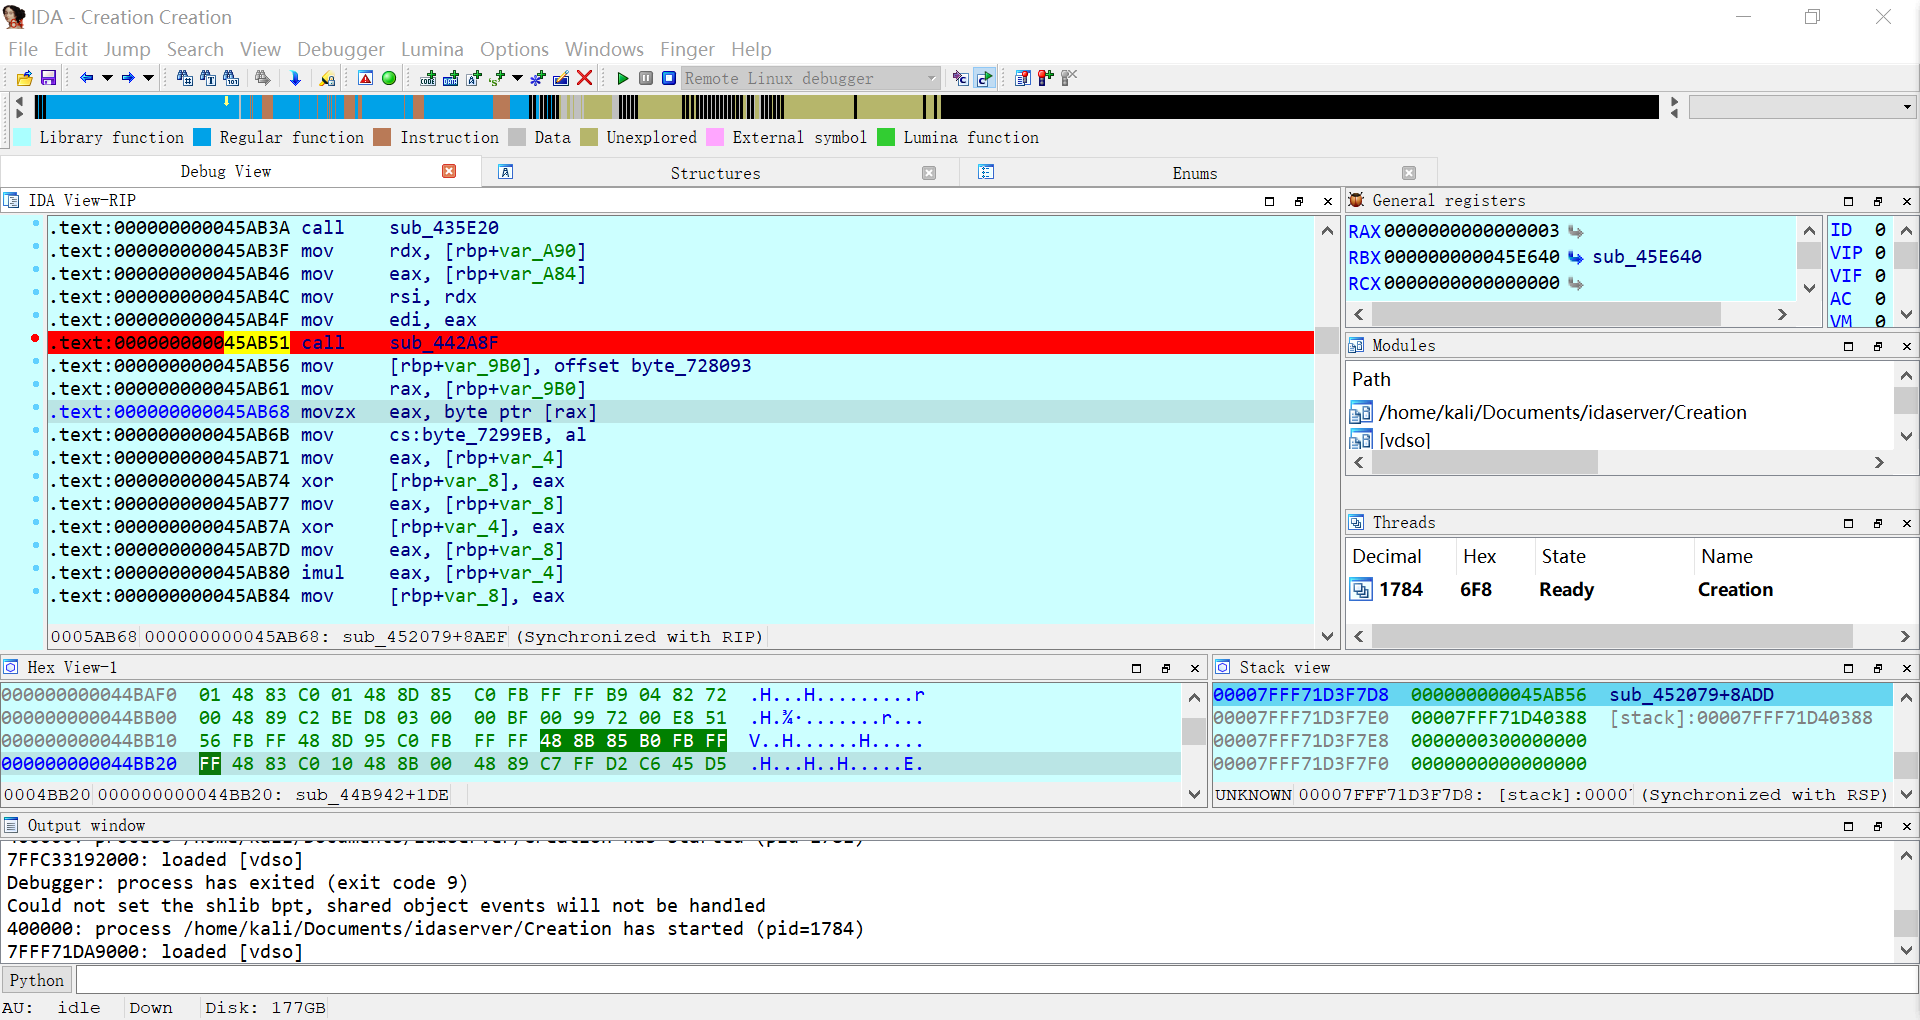 IDA - Creation Creation
File Edit Jump Search View Debugger Lumina Options Windows Finger Help
Remote Linux debugger
Library function Regular function Instruction Data Unexplored External symbol Lumina function
Debug View Structures Enums
IDA View-RIP
.text:000000000045AB3A call sub_435E20
.text:000000000045AB3F mov rdx, [rbp+var_A90]
.text:000000000045AB46 mov eax, [rbp+var_A84]
.text:000000000045AB4C mov rsi, rdx
.text:000000000045AB4F mov edi, eax
.text:000000000045AB51 call sub_442A8F
.text:000000000045AB56 mov [rbp+var_9B0], offset byte_728093
.text:000000000045AB61 mov rax, [rbp+var_9B0]
.text:000000000045AB68 movzx eax, byte ptr [rax]
.text:000000000045AB6B mov cs:byte_7299EB, al
.text:000000000045AB71 mov eax, [rbp+var_4]
.text:000000000045AB74 xor [rbp+var_8], eax
.text:000000000045AB77 mov eax, [rbp+var_8]
.text:000000000045AB7A xor [rbp+var_4], eax
.text:000000000045AB7D mov eax, [rbp+var_8]
.text:000000000045AB80 imul eax, [rbp+var_4]
.text:000000000045AB84 mov [rbp+var_8], eax
0005AB68 000000000045AB68: sub_452079+8AEF (Synchronized with RIP)
General registers
RAX 0000000000000003
RBX 000000000045E640 sub_45E640
RCX 0000000000000000
ID 0
VIP 0
VIF 0
AC 0
VM 0
Modules
Path
/home/kali/Documents/idaserver/Creation
[vdso]
Threads
Decimal Hex State Name
1784 6F8 Ready Creation
Hex View-1
000000000044BAF0 01 48 83 C0 01 48 8D 85 C0 FB FF FF B9 04 82 72 .H...H.........r
000000000044BB00 00 48 89 C2 BE D8 03 00 00 BF 00 99 72 00 E8 51 .H.¾·.......r...
000000000044BB10 56 FB FF 48 8D 95 C0 FB FF FF 48 8B 85 B0 FB FF V..H......H.....
000000000044BB20 FF 48 83 C0 10 48 8B 00 48 89 C7 FF D2 C6 45 D5 .H...H..H.....E.
0004BB20 000000000044BB20: sub_44B942+1DE
Stack view
00007FFF71D3F7D8 000000000045AB56 sub_452079+8ADD
00007FFF71D3F7E0 00007FFF71D40388 [stack]:00007FFF71D40388
00007FFF71D3F7E8 0000000300000000
00007FFF71D3F7F0 0000000000000000
UNKNOWN 00007FFF71D3F7D8: [stack]:0000 (Synchronized with RSP)
Output window
400000: process /home/kali/Documents/idaserver/Creation has started
7FFC33192000: loaded [vdso]
Debugger: process has exited (exit code 9)
Could not set the shlib bpt, shared object events will not be handled
400000: process /home/kali/Documents/idaserver/Creation has started (pid=1784)
7FFF71DA9000: loaded [vdso]
Python
AU: idle Down Disk: 177GB